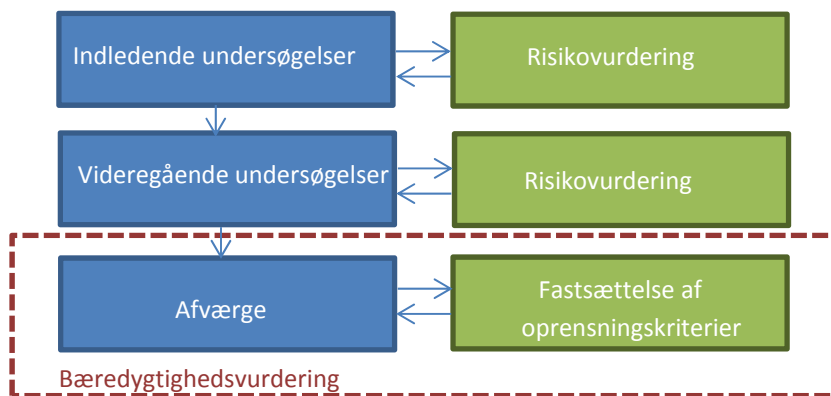 Indledende undersøgelser
Risikovurdering
Videregående undersøgelser
Risikovurdering
Afværge
Fastsættelse af
oprensningskriterier
Bæredygtighedsvurdering